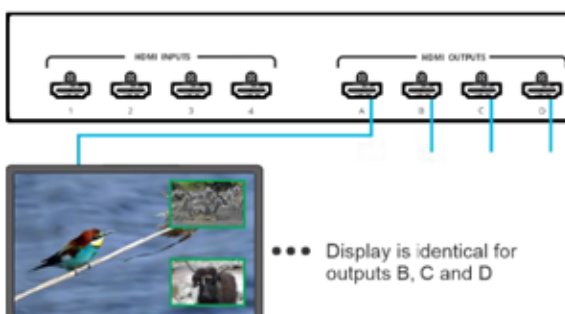 HDMI INPUTS
HDMI OUTPUTS
1 2 3 4 A B C D
Display is identical for
outputs B, C and D